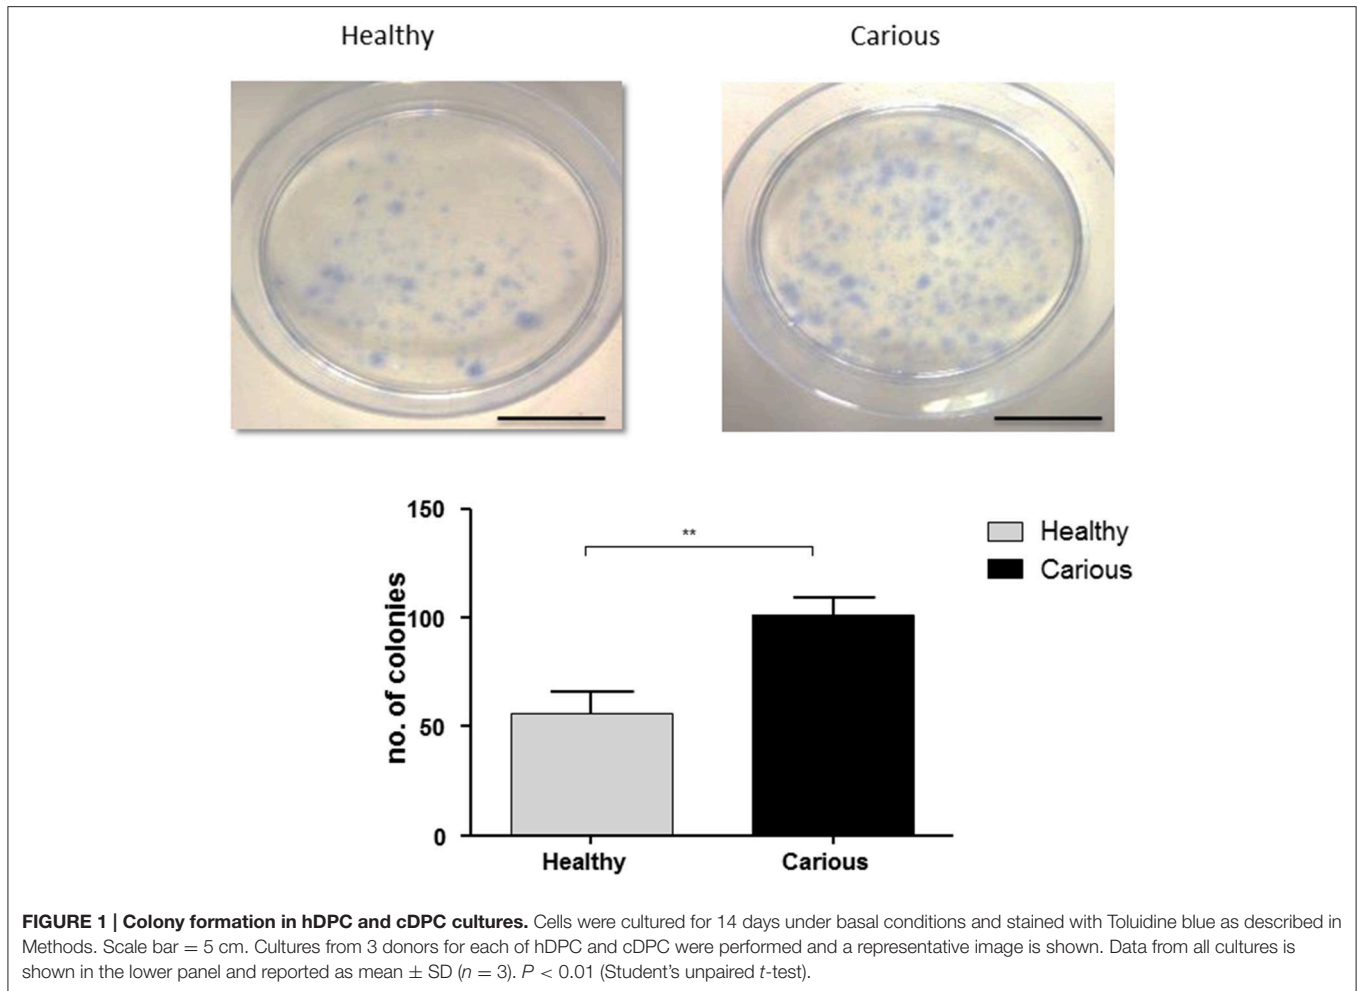 Healthy
Carious
150
100
50
0
no. of colonies
**
Healthy
Carious
Healthy
Carious
FIGURE 1 | Colony formation in hDPC and cDPC cultures. Cells were cultured for 14 days under basal conditions and stained with Toluidine blue as described in
Methods. Scale bar = 5 cm. Cultures from 3 donors for each of hDPC and cDPC were performed and a representative image is shown. Data from all cultures is
shown in the lower panel and reported as mean ± SD (n = 3). P < 0.01 (Student’s unpaired t-test).